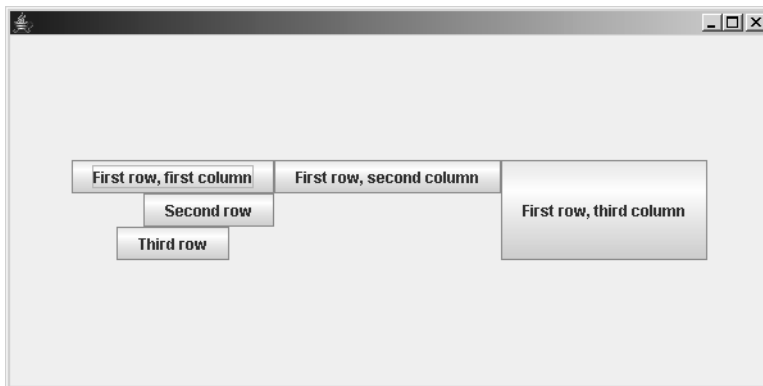 First row, first column
First row, second column
First row, third column
Second row
Third row